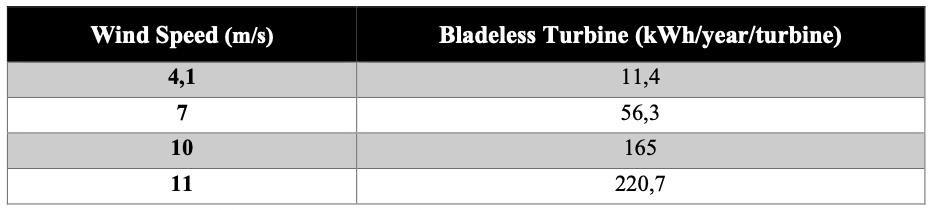 Wind Speed (m/s) Bladeless Turbine (kWh/year/turbine)
4,1 11,4
7 56,3
10 165
11 220,7